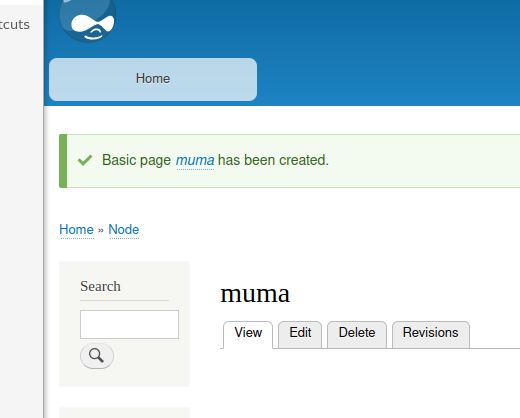 tcuts
Home
Basic page muma has been created.
Home » Node
Search
muma
View Edit Delete Revisions